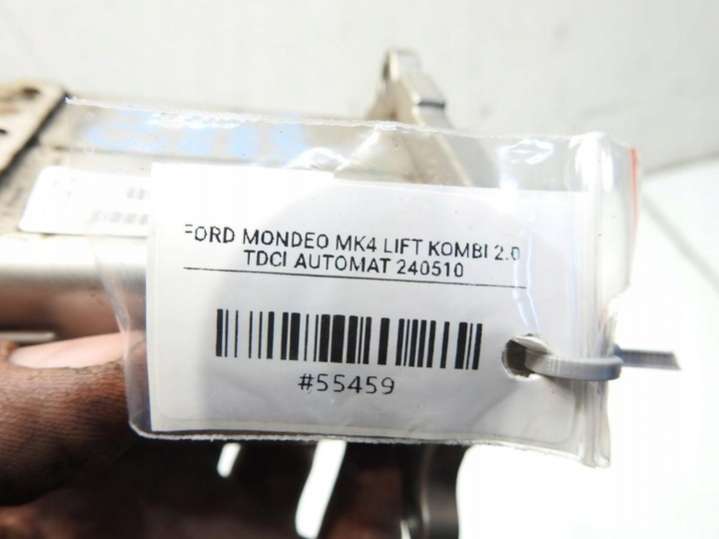 FORD MONDEO MK4 LIFT KOMBI 2.0
TDCI AUTOMAT 240510
#55459